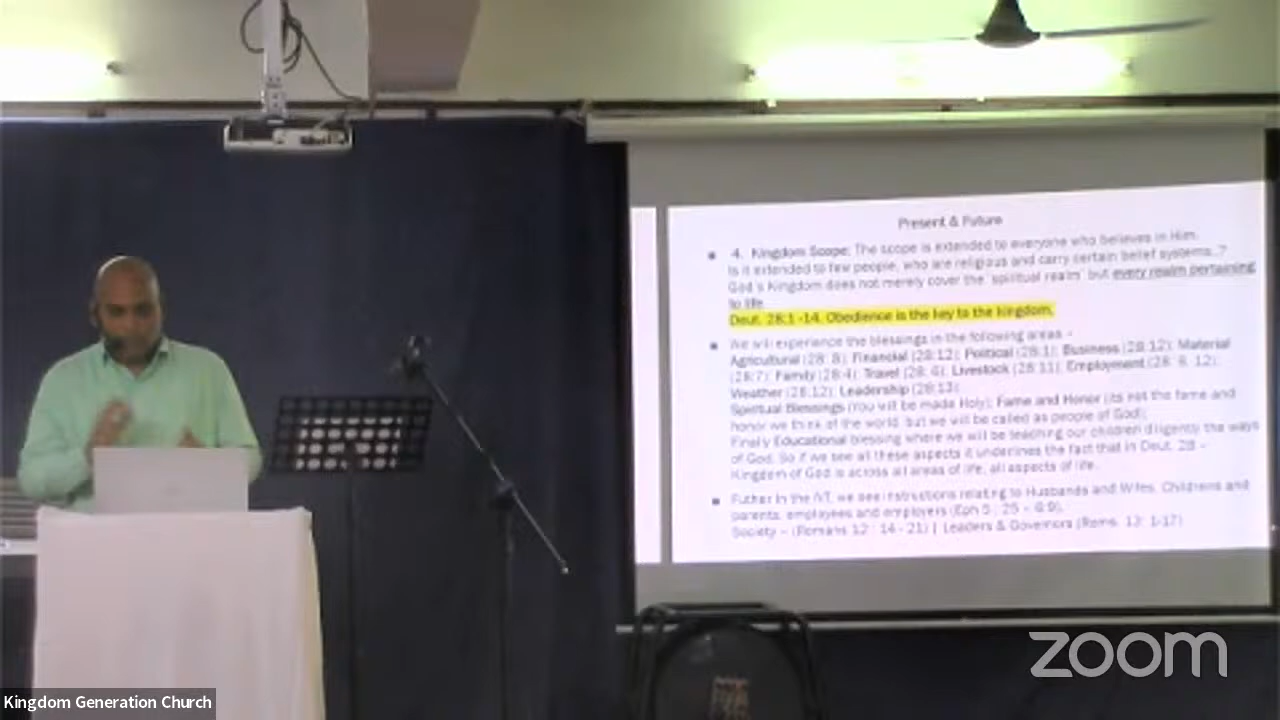 Present & Future
4. Kingdom Scope: The scope is extended to everyone who believes in Him.
Is it extended to few people, who are religious and carry certain belief systems..?
God's Kingdom does not merely cover the 'spiritual realm' but every realm pertaining
to life.
Deut. 28:1-14. Obedience is the key to the kingdom.
We will experience the blessings in the following areas -
Agricultural (28: 8); Financial (28:12); Political (28:1); Business (28:12); Material
(28:7); Family (28:4); Travel (28: 6); Livestock (28:11); Employment (28: 8, 12);
Weather (28:12); Leadership (28:13);
Spiritual Blessings (You will be made Holy); Fame and Honor (its not the fame and
honor we think of the world, but we will be called as people of God);
Finally Educational blessing where we will be teaching our children diligently the ways
of God. So if we see all these aspects it underlines the fact that in Deut. 28 -
Kingdom of God is across all areas of life, all aspects of life.
Futher in the NT, we see instructions relating to Husbands and Wifes, Childrens and
parents, employees and employers (Eph 5 : 25 - 6:9).
Society - (Romans 12 : 14 - 21) | Leaders & Governors (Roms. 13: 1-17)
zoom
Kingdom Generation Church